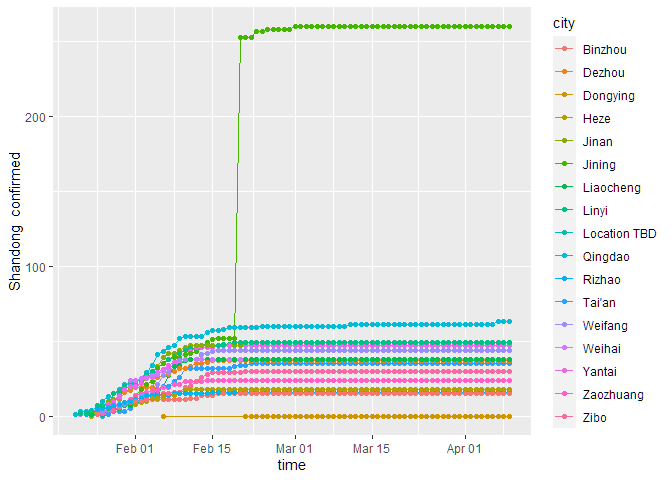 city
Binzhou
Dezhou
Dongying
Heze
Jinan
Jining
Liaocheng
Linyi
Location TBD
Qingdao
Rizhao
Tai'an
Weifang
Weihai
Yantai
Zaozhuang
Zibo
Shandong confirmed
200
100
0
Feb 01 Feb 15 Mar 01 Mar 15 Apr 01
time